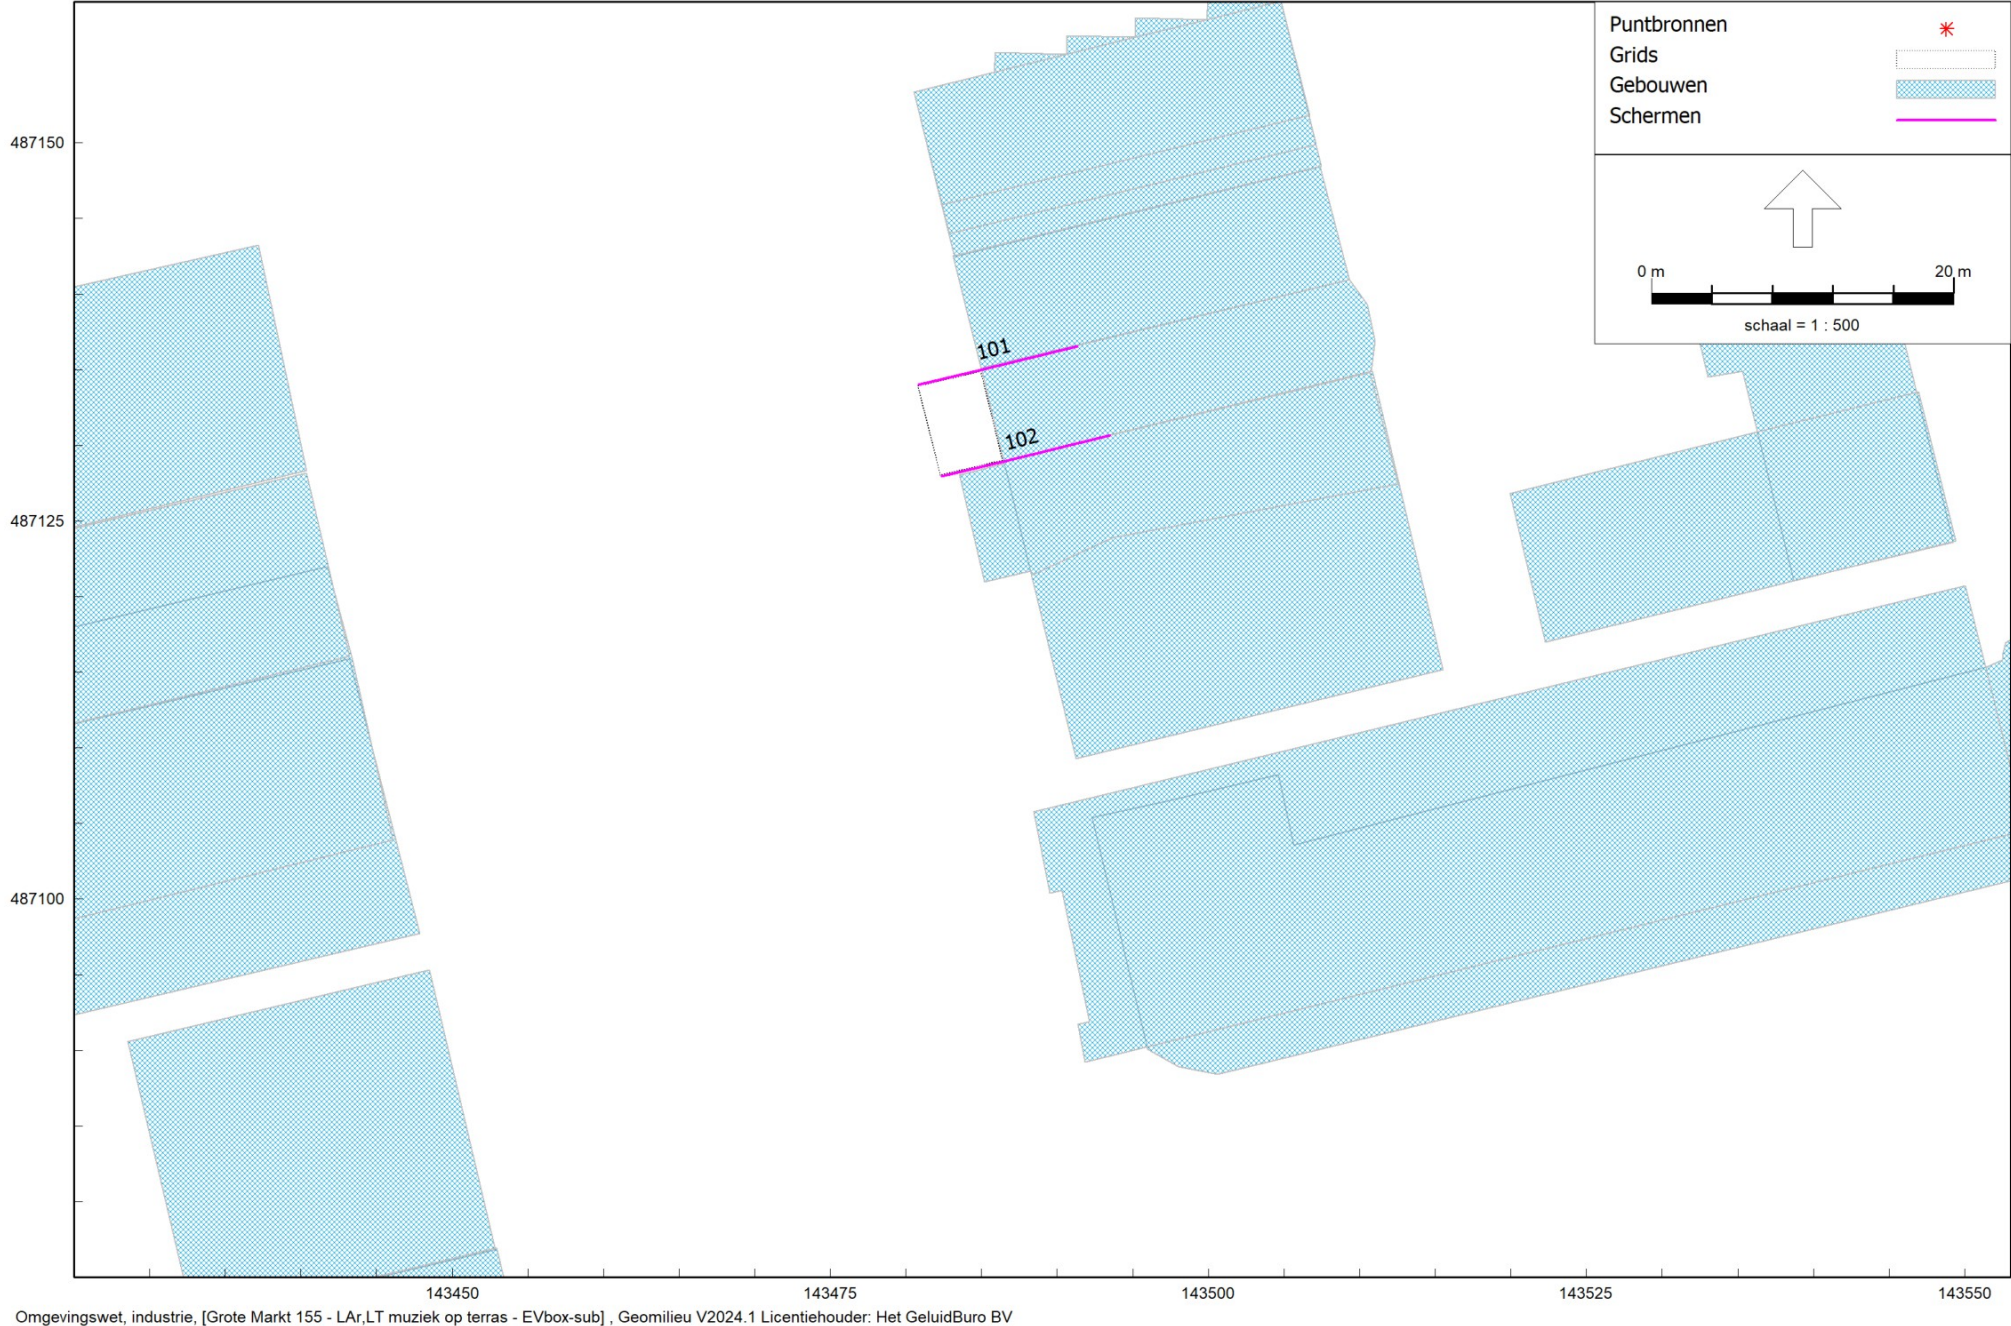 Puntbronnen
Grids
Gebouwen
Schermen
0 m 20 m
schaal = 1 : 500
487150
487125
487100
101
102
143450 143475 143500 143525 143550
Omgevingswet, industrie, [Grote Markt 155 - LAr,LT muziek op terras - EVbox-sub] , Geomilieu V2024.1 Licentiehouder: Het GeluidBuro BV